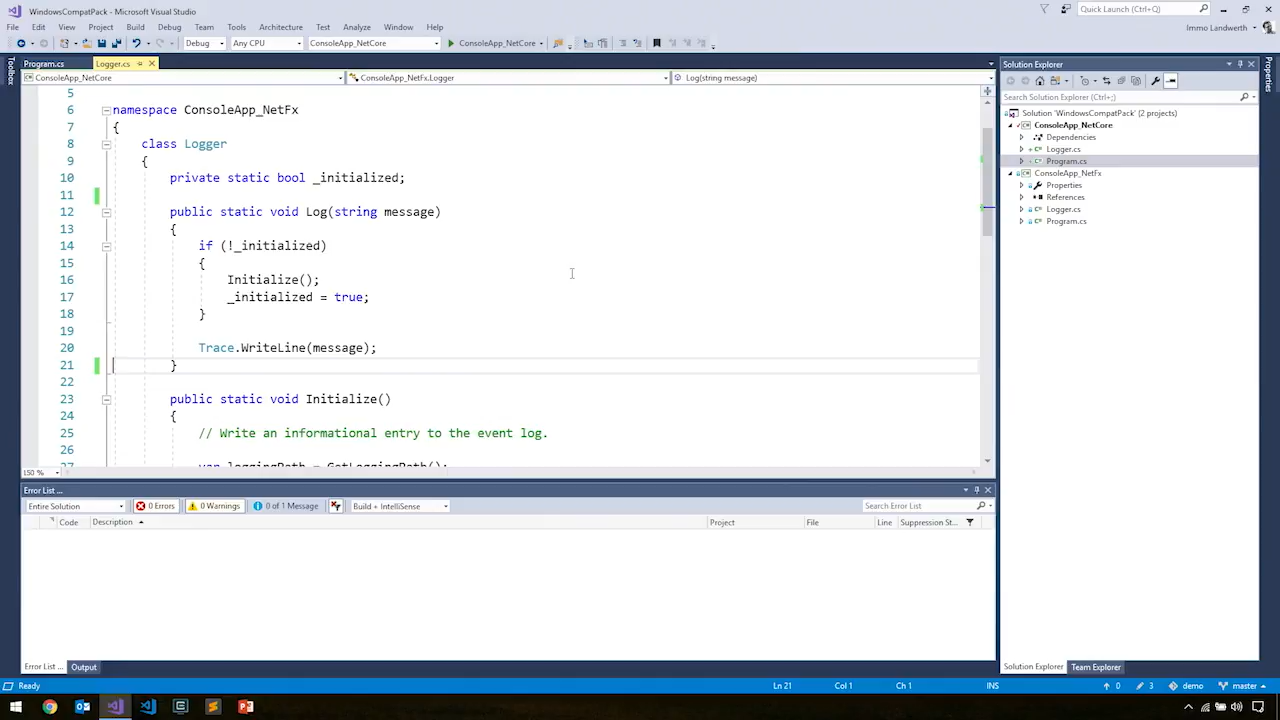 WindowsCompatPack - Microsoft Visual Studio
Quick Launch (Ctrl+Q)
File Edit View Project Build Debug Team Tools Architecture Test Analyze Window Help
Immo Landwerth
Debug Any CPU ConsoleApp_NetCore ConsoleApp_NetCore
Toolbox
Program.cs Logger.cs
ConsoleApp_NetCore ConsoleApp_NetFx.Logger Log(string message)
5
6 namespace ConsoleApp_NetFx
7 {
8 class Logger
9 {
10 private static bool _initialized;
11
12 public static void Log(string message)
13 {
14 if (!_initialized)
15 {
16 Initialize();
17 _initialized = true;
18 }
19
20 Trace.WriteLine(message);
21 }
22
23 public static void Initialize()
24 {
25 // Write an informational entry to the event log.
26
27 var loggingPath = GetLoggingPath();
150 %
Error List ...
Entire Solution 0 Errors 0 Warnings 0 of 1 Message Build + IntelliSense Search Error List
Code Description Project File Line Suppression St...
Error List ... Output
Solution Explorer
Search Solution Explorer (Ctrl+;)
Solution 'WindowsCompatPack' (2 projects)
ConsoleApp_NetCore
Dependencies
Logger.cs
Program.cs
ConsoleApp_NetFx
Properties
References
Logger.cs
Program.cs
Solution Explorer Team Explorer
Properties
Ready Ln 21 Col 1 Ch 1 INS 0 3 demo master